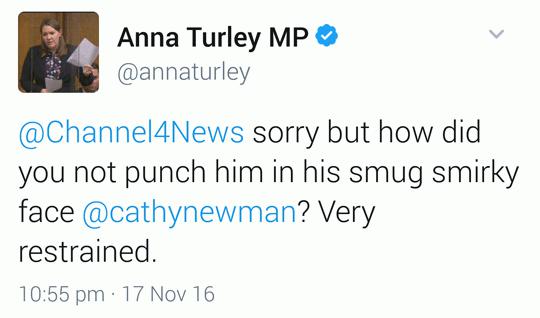 Anna Turley MP
@annaturley
@Channel4News sorry but how did
you not punch him in his smug smirky
face @cathynewman? Very
restrained.
10:55 pm · 17 Nov 16